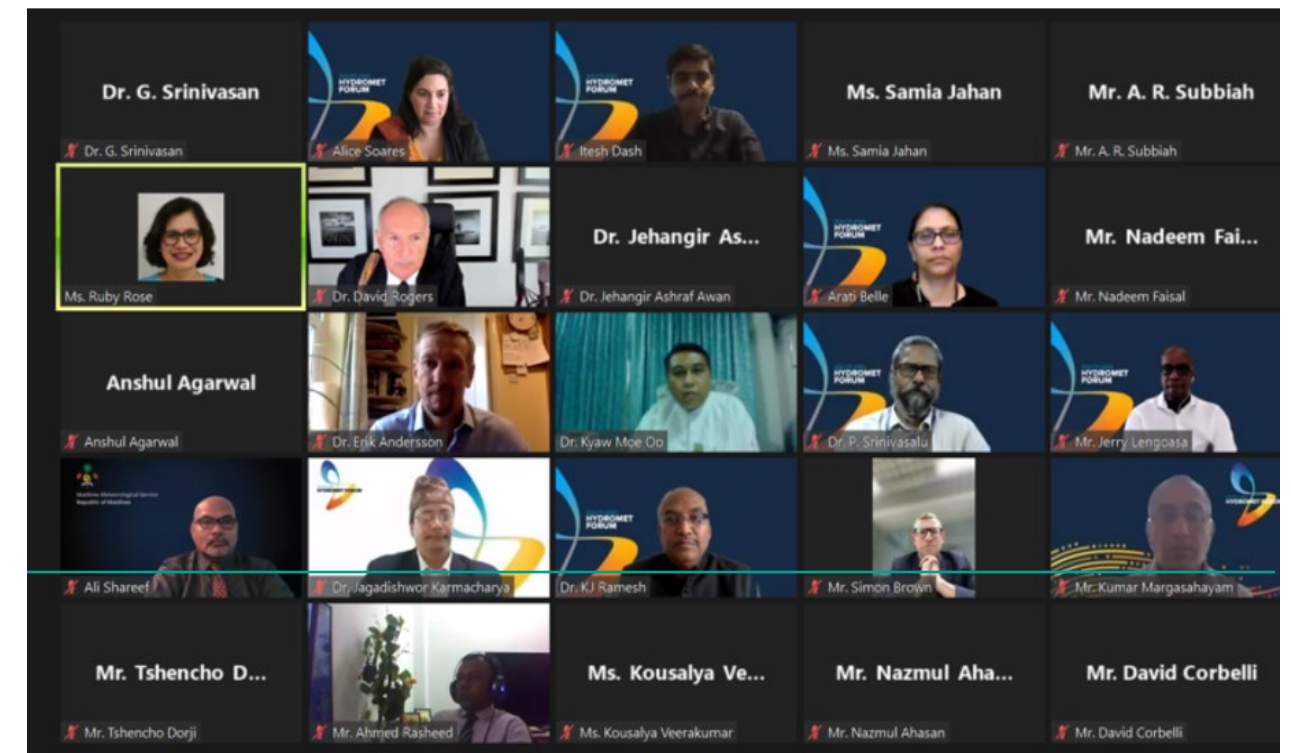 Dr. G. Srinivasan
Dr. G. Srinivasan
HYDROMET
FORUM
Alice Soares
HYDROMET
FORUM
Itesh Dash
Ms. Samia Jahan
Ms. Samia Jahan
Mr. A. R. Subbiah
Mr. A. R. Subbiah
Ms. Ruby Rose
Dr. David Rogers
Dr. Jehangir As...
Dr. Jehangir Ashraf Awan
HYDROMET
FORUM
Arati Belle
Mr. Nadeem Fai...
Mr. Nadeem Faisal
Anshul Agarwal
Anshul Agarwal
Dr. Erik Andersson
Dr. Kyaw Moe Oo
HYDROMET
FORUM
Dr. P. Srinivasalu
HYDROMET
FORUM
Mr. Jerry Lengoasa
Maldives Meteorological Service
Republic of Maldives
Ali Shareef
HYDROMET FORUM
Dr. Jagadishwor Karmacharya
HYDROMET
FORUM
Dr. KJ Ramesh
Mr. Simon Brown
Mr. Kumar Margasahayam
Mr. Tshencho D...
Mr. Tshencho Dorji
Mr. Ahmed Rasheed
Ms. Kousalya Ve...
Ms. Kousalya Veerakumar
Mr. Nazmul Aha...
Mr. Nazmul Ahasan
Mr. David Corbelli
Mr. David Corbelli